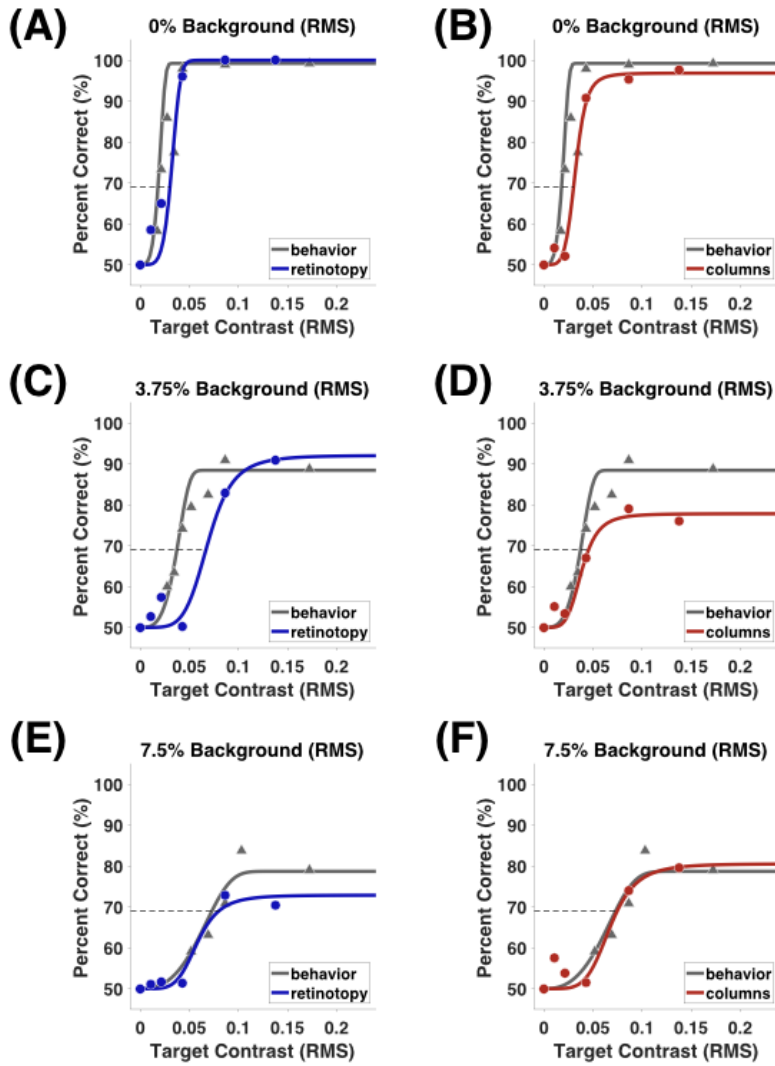 (A)
0% Background (RMS)
100
90
80
70
60
50
Percent Correct (%)
behavior
retinotopy
0 0.05 0.1 0.15 0.2
Target Contrast (RMS)
(B)
0% Background (RMS)
100
90
80
70
60
50
Percent Correct (%)
behavior
columns
0 0.05 0.1 0.15 0.2
Target Contrast (RMS)
(C)
3.75% Background (RMS)
100
90
80
70
60
50
Percent Correct (%)
behavior
retinotopy
0 0.05 0.1 0.15 0.2
Target Contrast (RMS)
(D)
3.75% Background (RMS)
100
90
80
70
60
50
Percent Correct (%)
behavior
columns
0 0.05 0.1 0.15 0.2
Target Contrast (RMS)
(E)
7.5% Background (RMS)
100
90
80
70
60
50
Percent Correct (%)
behavior
retinotopy
0 0.05 0.1 0.15 0.2
Target Contrast (RMS)
(F)
7.5% Background (RMS)
100
90
80
70
60
50
Percent Correct (%)
behavior
columns
0 0.05 0.1 0.15 0.2
Target Contrast (RMS)